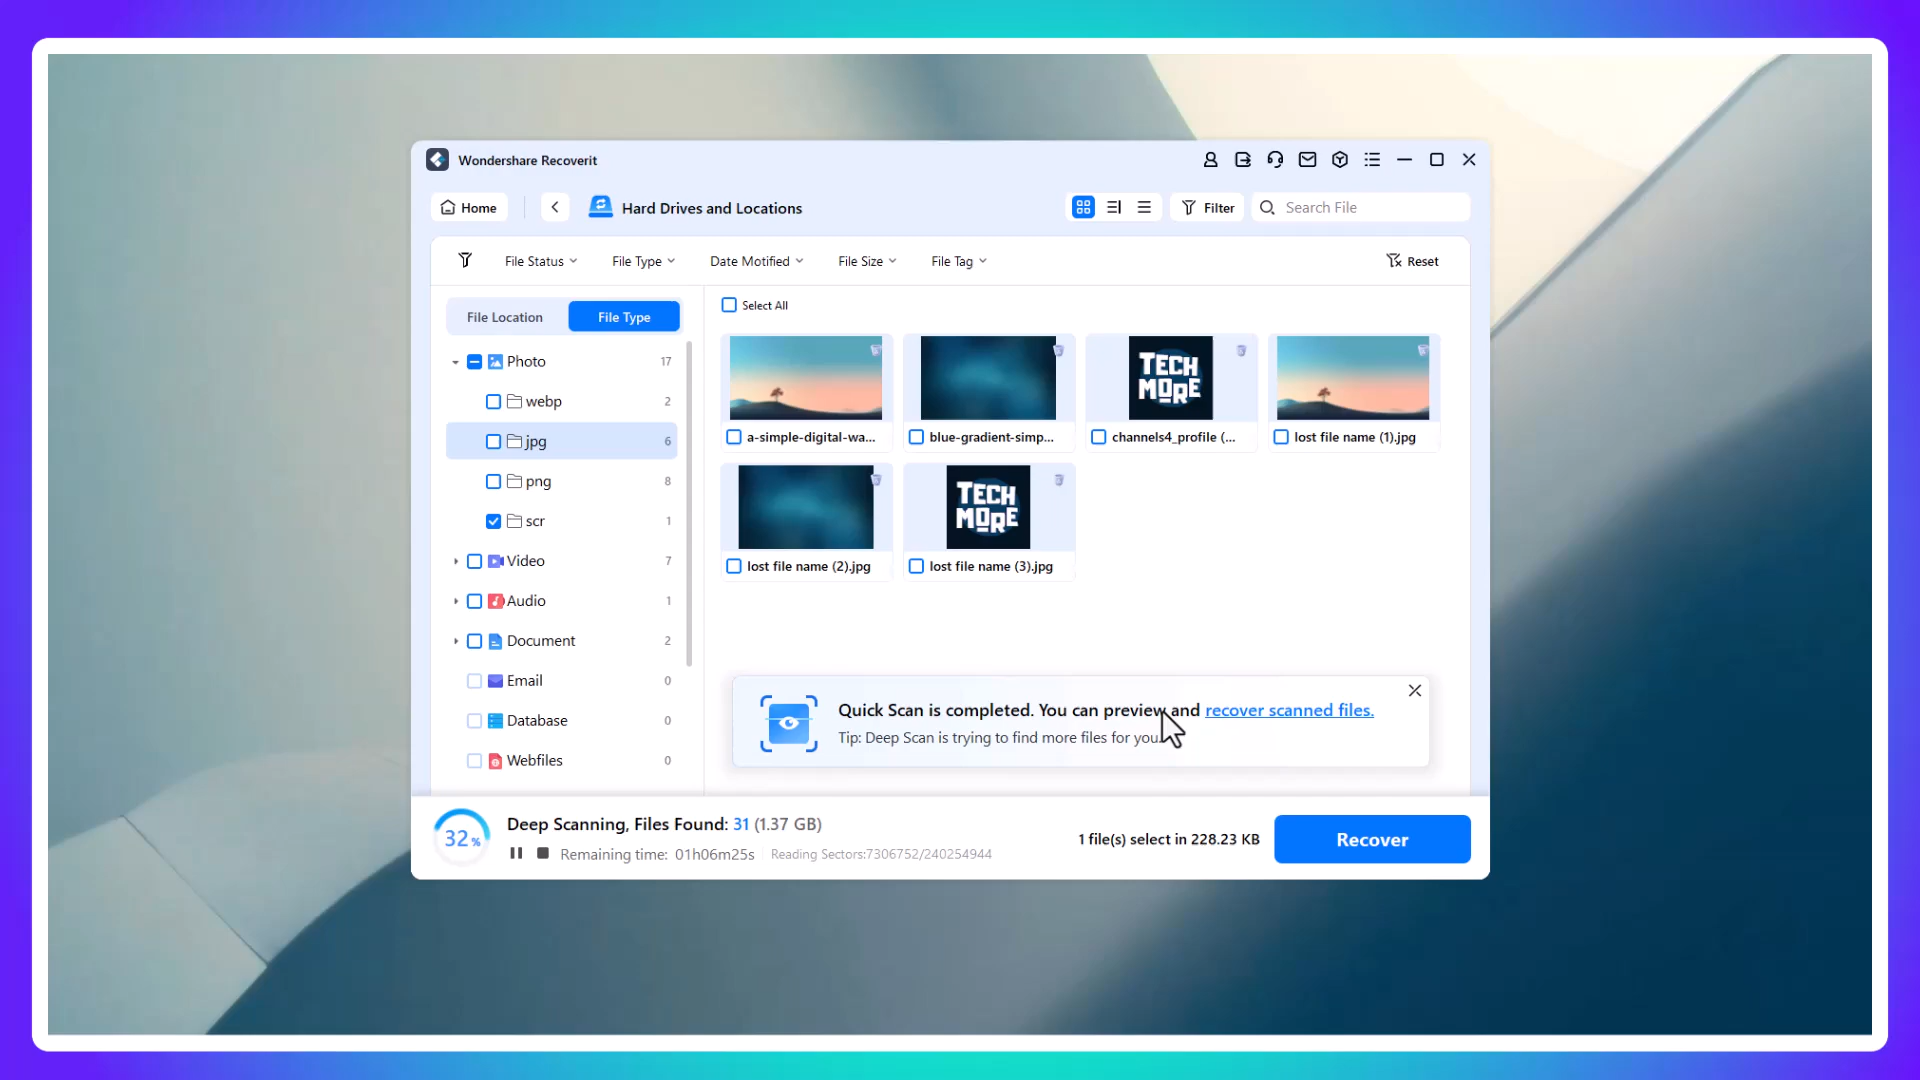 Wondershare Recoverit
Home
Hard Drives and Locations
Filter
Search File
File Status
File Type
Date Motified
File Size
File Tag
Reset
File Location
File Type
Select All
Photo 17
webp 2
jpg 6
png 8
scr 1
Video 7
Audio 1
Document 2
Email 0
Database 0
Webfiles 0
TECH
MORE
a-simple-digital-wa...
blue-gradient-simp...
channels4_profile (...
lost file name (1).jpg
TECH
MORE
lost file name (2).jpg
lost file name (3).jpg
Quick Scan is completed. You can preview and recover scanned files.
Tip: Deep Scan is trying to find more files for you.
32%
Deep Scanning, Files Found: 31 (1.37 GB)
Remaining time: 01h06m25s
Reading Sectors:7306752/240254944
1 file(s) select in 228.23 KB
Recover